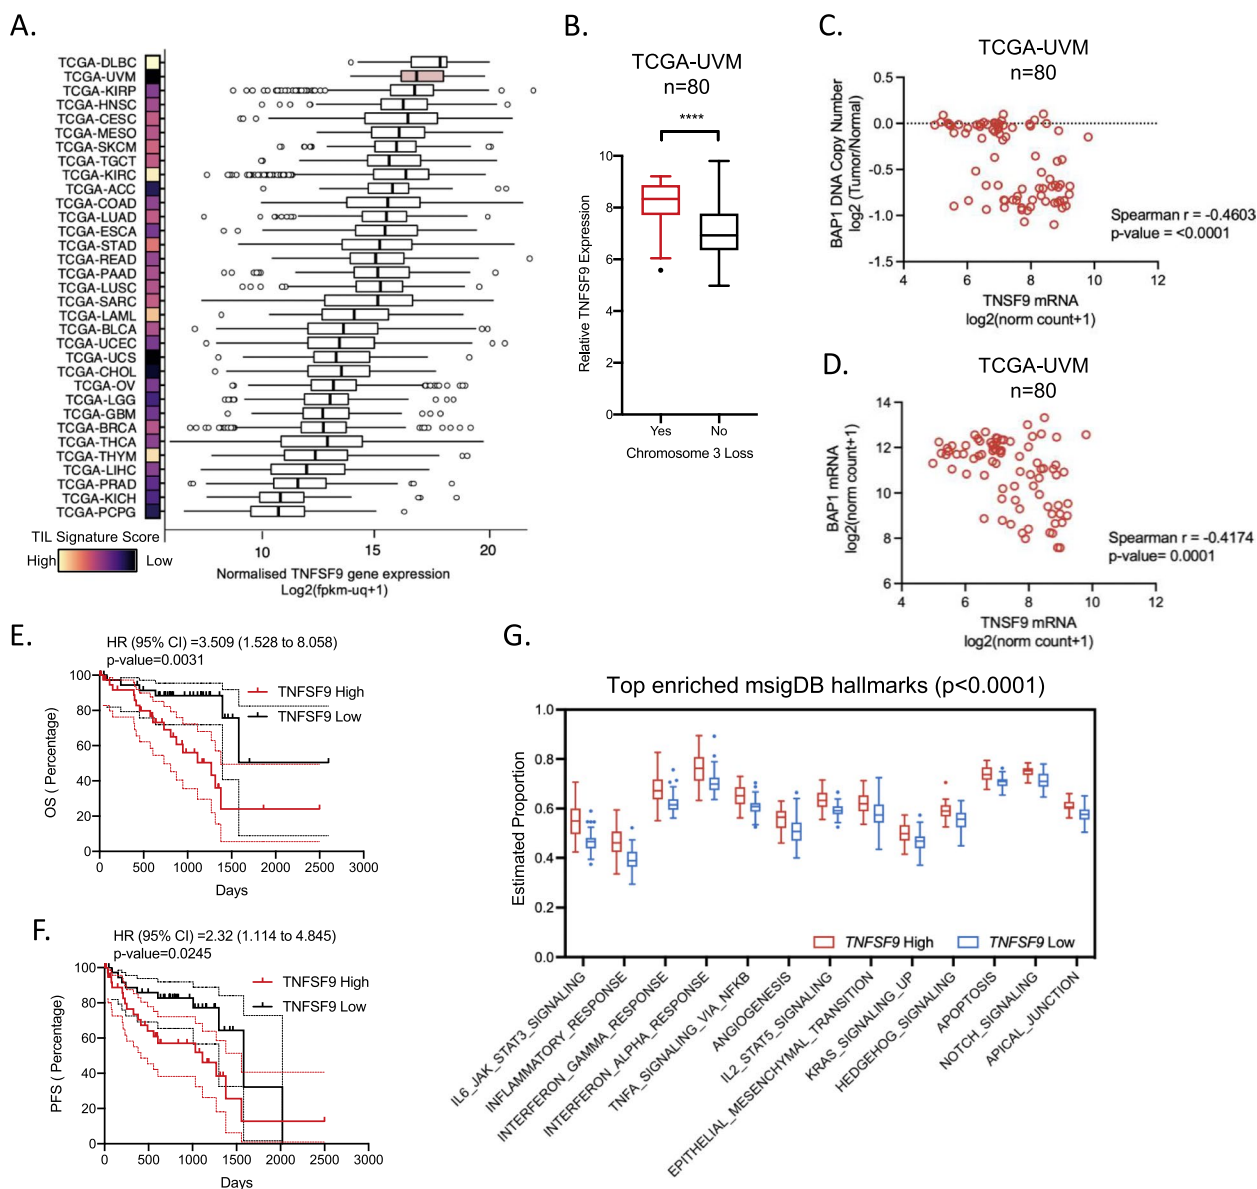 A.
TCGA-DLBC
TCGA-UVM
TCGA-KIRP
TCGA-HNSC
TCGA-CESC
TCGA-MESO
TCGA-SKCM
TCGA-TGCT
TCGA-KIRC
TCGA-ACC
TCGA-COAD
TCGA-LUAD
TCGA-ESCA
TCGA-STAD
TCGA-READ
TCGA-PAAD
TCGA-LUSC
TCGA-SARC
TCGA-LAML
TCGA-BLCA
TCGA-UCEC
TCGA-UCS
TCGA-CHOL
TCGA-OV
TCGA-LGG
TCGA-GBM
TCGA-BRCA
TCGA-THCA
TCGA-THYM
TCGA-LIHC
TCGA-PRAD
TCGA-KICH
TCGA-PCPG
TIL Signature Score
High Low
10 15 20
Normalised TNFSF9 gene expression
Log2(fpkm-uq+1)
B.
TCGA-UVM
n=80
****
Relative TNFSF9 Expression
10
8
6
4
2
0
Yes No
Chromosome 3 Loss
C.
TCGA-UVM
n=80
BAP1 DNA Copy Number
log2 (Tumor/Normal)
0.5
0.0
-0.5
-1.0
-1.5
Spearman r = -0.4603
p-value = <0.0001
4 6 8 10 12
TNSF9 mRNA
log2(norm count+1)
D.
TCGA-UVM
n=80
BAP1 mRNA
log2(norm count+1)
14
12
10
8
6
Spearman r = -0.4174
p-value= 0.0001
4 6 8 10 12
TNSF9 mRNA
log2(norm count+1)
E.
HR (95% CI) =3.509 (1.528 to 8.058)
p-value=0.0031
OS ( Percentage)
100
80
60
40
20
0
TNFSF9 High
TNFSF9 Low
0 500 1000 1500 2000 2500 3000
Days
F.
HR (95% CI) =2.32 (1.114 to 4.845)
p-value=0.0245
PFS ( Percentage)
100
80
60
40
20
0
TNFSF9 High
TNFSF9 Low
0 500 1000 1500 2000 2500 3000
Days
G.
Top enriched msigDB hallmarks (p<0.0001)
Estimated Proportion
1.0
0.8
0.6
0.4
0.2
0.0
TNFSF9 High TNFSF9 Low
IL6_JAK_STAT3_SIGNALING
INFLAMMATORY_RESPONSE
INTERFERON_GAMMA_RESPONSE
INTERFERON_ALPHA_RESPONSE
TNFA_SIGNALING_VIA_NFKB
ANGIOGENESIS
IL2_STAT5_SIGNALING
EPITHELIAL_MESENCHYMAL_TRANSITION
KRAS_SIGNALING_UP
HEDGEHOG_SIGNALING
APOPTOSIS
NOTCH_SIGNALING
APICAL_JUNCTION